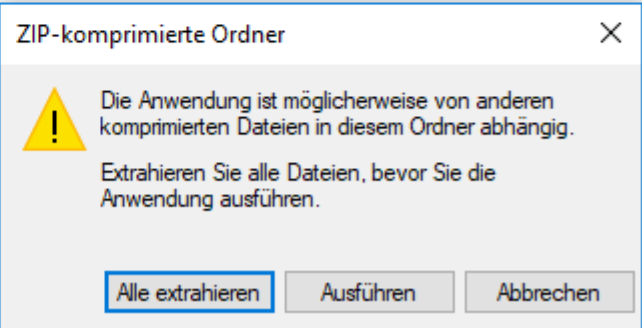 ZIP-komprimierte Ordner
Die Anwendung ist möglicherweise von anderen
komprimierten Dateien in diesem Ordner abhängig.
Extrahieren Sie alle Dateien, bevor Sie die
Anwendung ausführen.
Alle extrahieren Ausführen Abbrechen